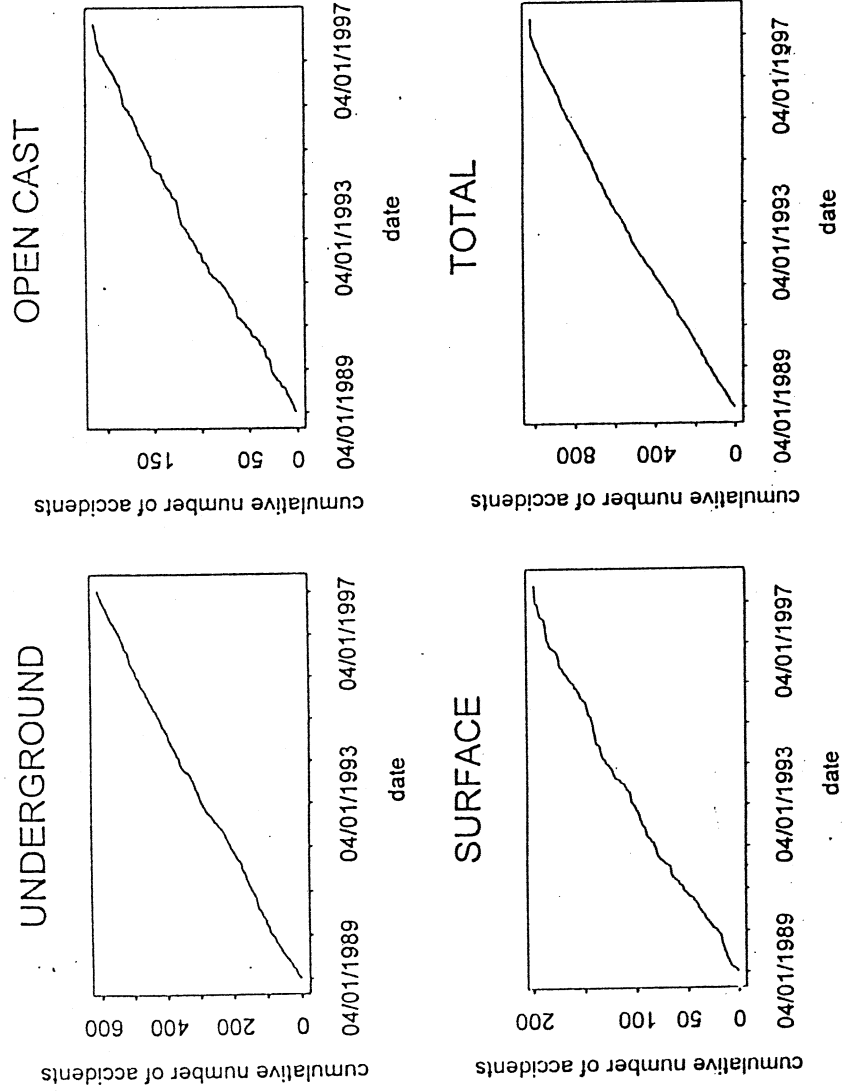 UNDERGROUND
cumulative number of accidents
600
400
200
0
04/01/1989 04/01/1993 04/01/1997
date
OPEN CAST
cumulative number of accidents
150
50
0
04/01/1989 04/01/1993 04/01/1997
date
SURFACE
cumulative number of accidents
200
100
50
0
04/01/1989 04/01/1993 04/01/1997
date
TOTAL
cumulative number of accidents
800
400
0
04/01/1989 04/01/1993 04/01/1997
date